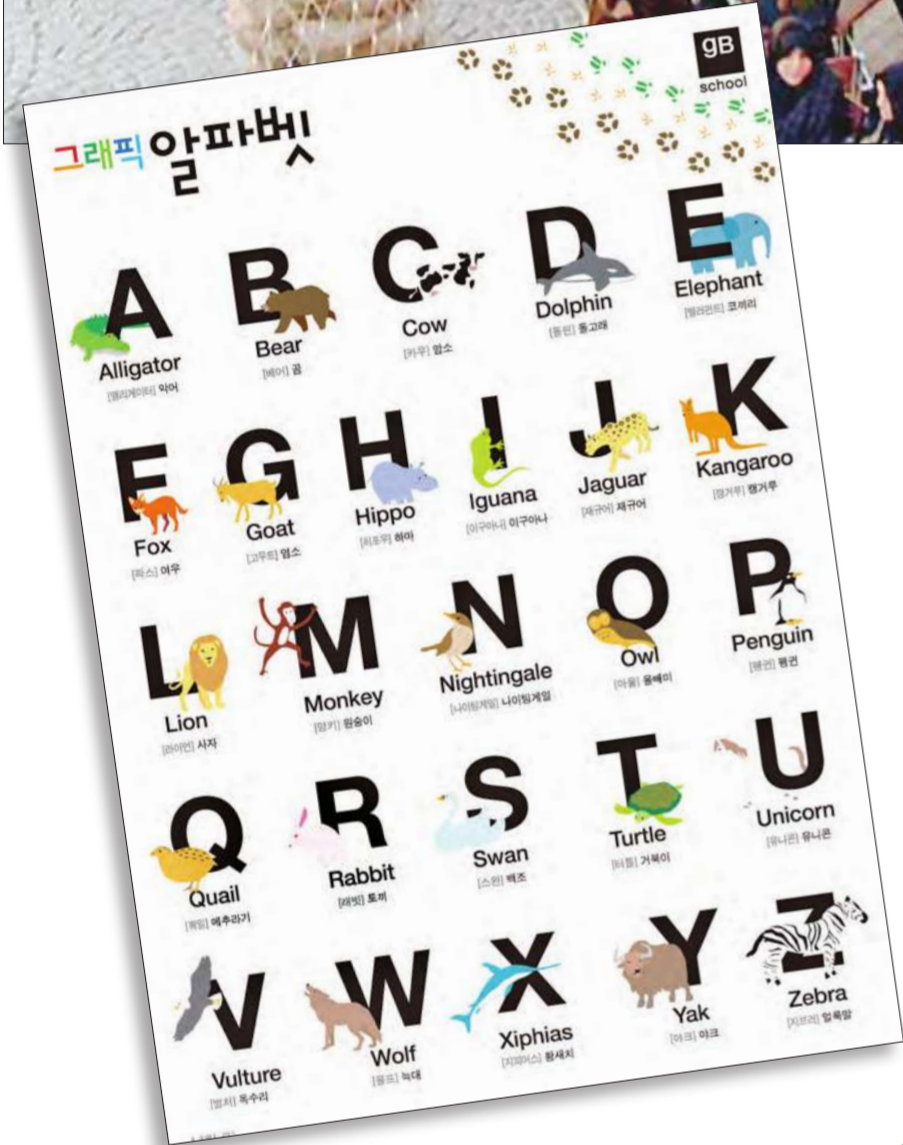 gB
school
그래픽 알파벳
A B C D E
Alligator
[앨리게이터] 악어
Bear
[베어] 곰
Cow
[카우] 암소
Dolphin
[돌핀] 돌고래
Elephant
[엘러펀트] 코끼리
F G H I J K
Fox
[팍스] 여우
Goat
[고우트] 염소
Hippo
[히포우] 하마
Iguana
[이구아나] 이구아나
Jaguar
[재규어] 재규어
Kangaroo
[캥거루] 캥거루
L M N O P
Lion
[라이언] 사자
Monkey
[멍키] 원숭이
Nightingale
[나이팅게일] 나이팅게일
Owl
[아울] 올빼미
Penguin
[펭귄] 펭귄
Q R S T U
Quail
[퀘일] 메추라기
Rabbit
[래빗] 토끼
Swan
[스완] 백조
Turtle
[터틀] 거북이
Unicorn
[유니콘] 유니콘
V W X Y Z
Vulture
[벌처] 독수리
Wolf
[울프] 늑대
Xiphias
[지피어스] 황새치
Yak
[야크] 야크
Zebra
[지브러] 얼룩말